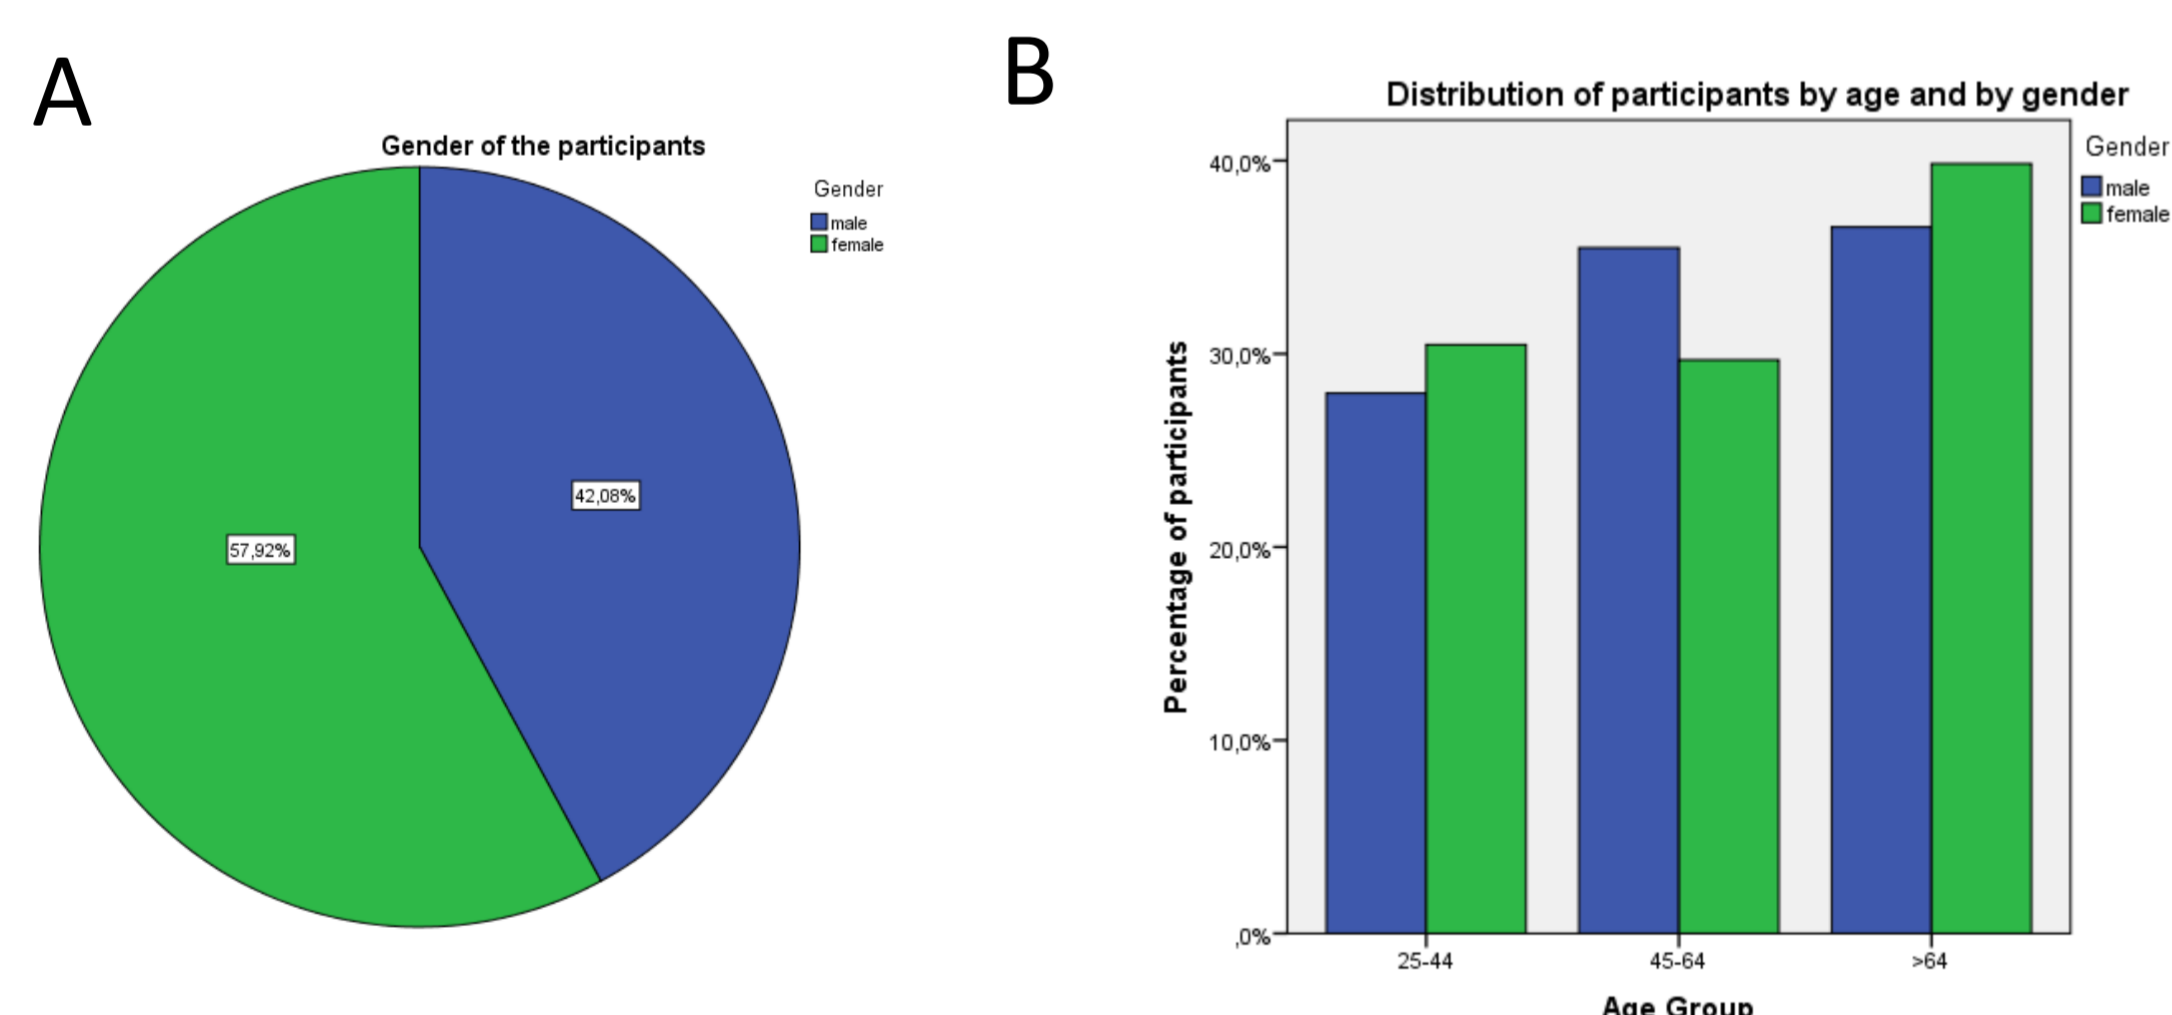 A
Gender of the participants
Gender
male
female
42,08%
57,92%
B
Distribution of participants by age and by gender
Gender
male
female
Percentage of participants
40,0%
30,0%
20,0%
10,0%
,0%
25-44
45-64
>64
Age Group